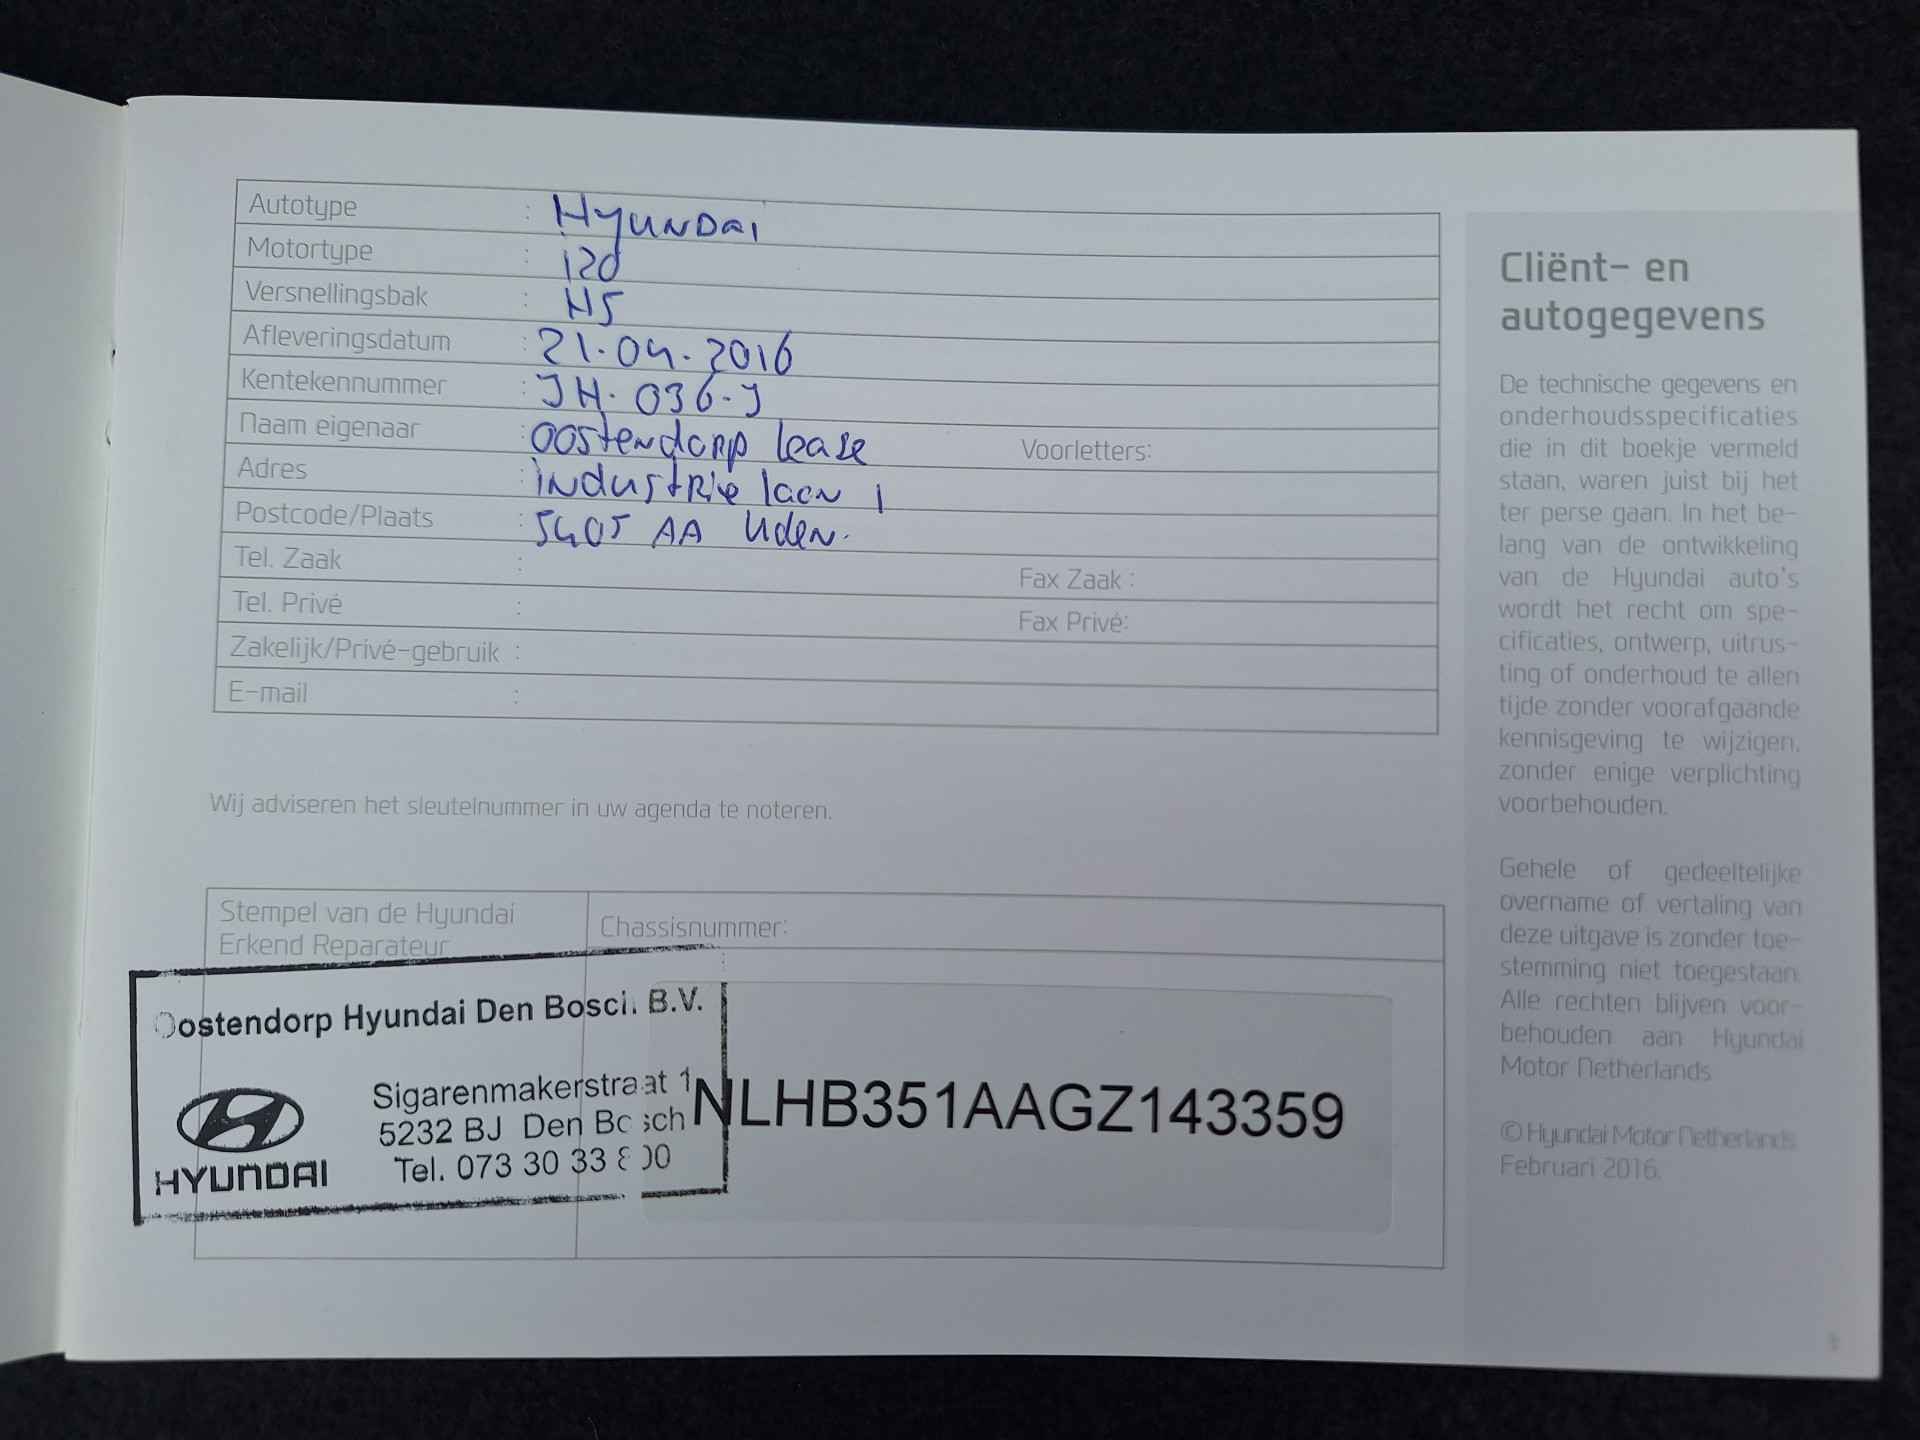 Autotype : Hyundai
Motortype : i20
Versnellingsbak : H5
Afleveringsdatum : 21.04.2016
Kentekennummer : JH-036-J
Naam eigenaar : Oostendorp lease Voorletters:
Adres industrie laan 1
Postcode/Plaats : 5405 AA Uden.
Tel. Zaak : Fax Zaak :
Tel. Privé : Fax Privé:
Zakelijk/Privé-gebruik :
E-mail :
Wij adviseren het sleutelnummer in uw agenda te noteren.
Stempel van de Hyundai
Erkend Reparateur
Chassisnummer:
Oostendorp Hyundai Den Bosch B.V.
Sigarenmakerstraat 1
5232 BJ Den Bosch
Tel. 073 30 33 800
HYUNDAI
NLHB351AAGZ143359
Cliënt- en
autogegevens
De technische gegevens en
onderhoudsspecificaties
die in dit boekje vermeld
staan, waren juist bij het
ter perse gaan. In het be-
lang van de ontwikkeling
van de Hyundai auto's
wordt het recht om spe-
cificaties, ontwerp, uitrus-
ting of onderhoud te allen
tijde zonder voorafgaande
kennisgeving te wijzigen,
zonder enige verplichting
voorbehouden.
Gehele of gedeeltelijke
overname of vertaling van
deze uitgave is zonder toe-
stemming niet toegestaan.
Alle rechten blijven voor-
behouden aan Hyundai
Motor Netherlands
© Hyundai Motor Netherlands
Februari 2016.